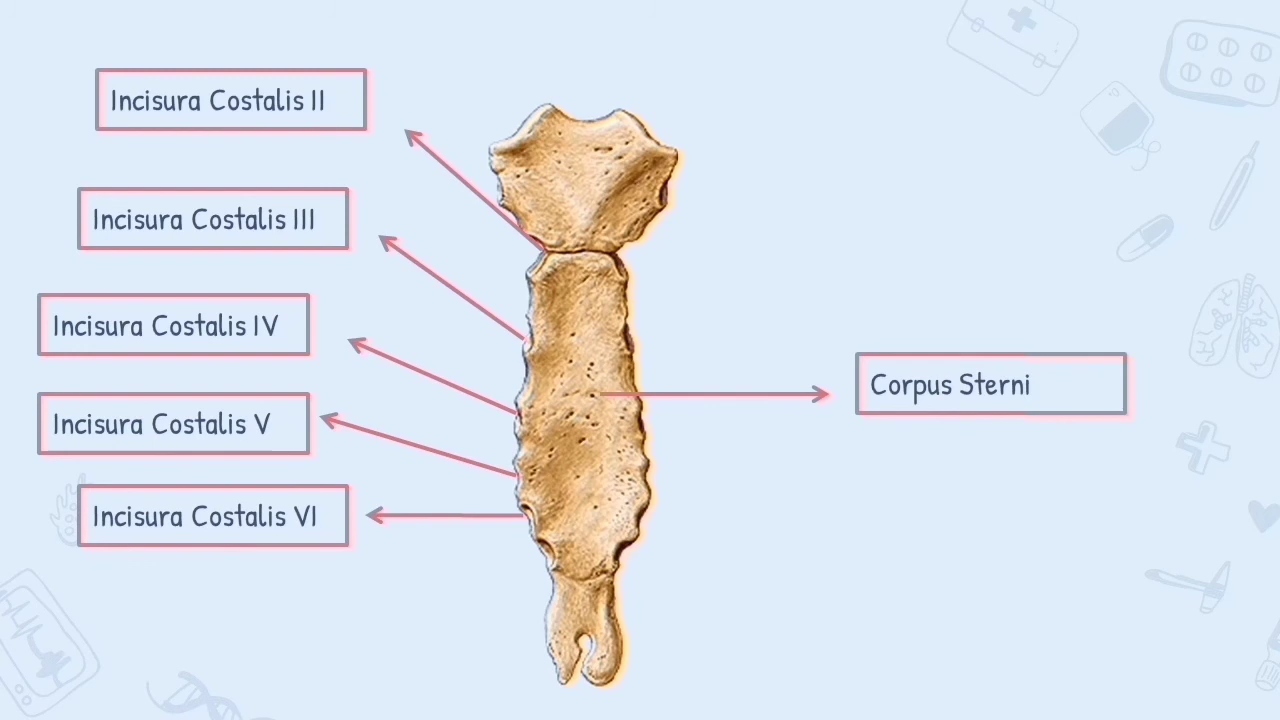 Incisura Costalis II
Incisura Costalis III
Incisura Costalis IV
Corpus Sterni
Incisura Costalis V
Incisura Costalis VI